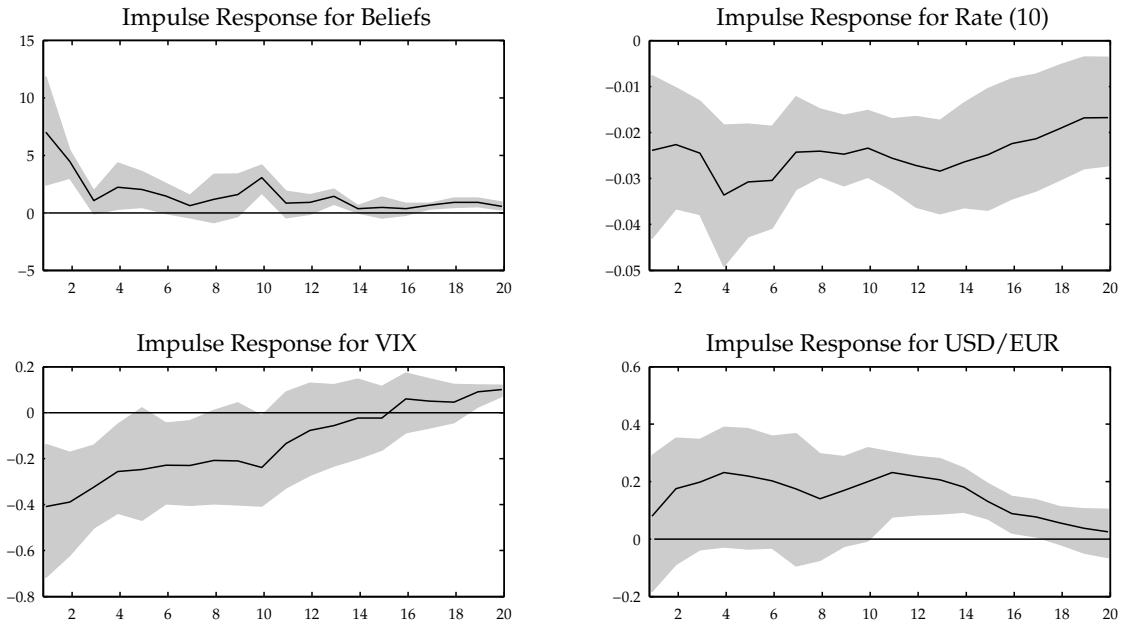 Impulse Response for Beliefs
15
10
5
0
−5
2 4 6 8 10 12 14 16 18 20
Impulse Response for Rate (10)
0
−0.01
−0.02
−0.03
−0.04
−0.05
2 4 6 8 10 12 14 16 18 20
Impulse Response for VIX
0.2
0
−0.2
−0.4
−0.6
−0.8
2 4 6 8 10 12 14 16 18 20
Impulse Response for USD/EUR
0.6
0.4
0.2
0
−0.2
2 4 6 8 10 12 14 16 18 20